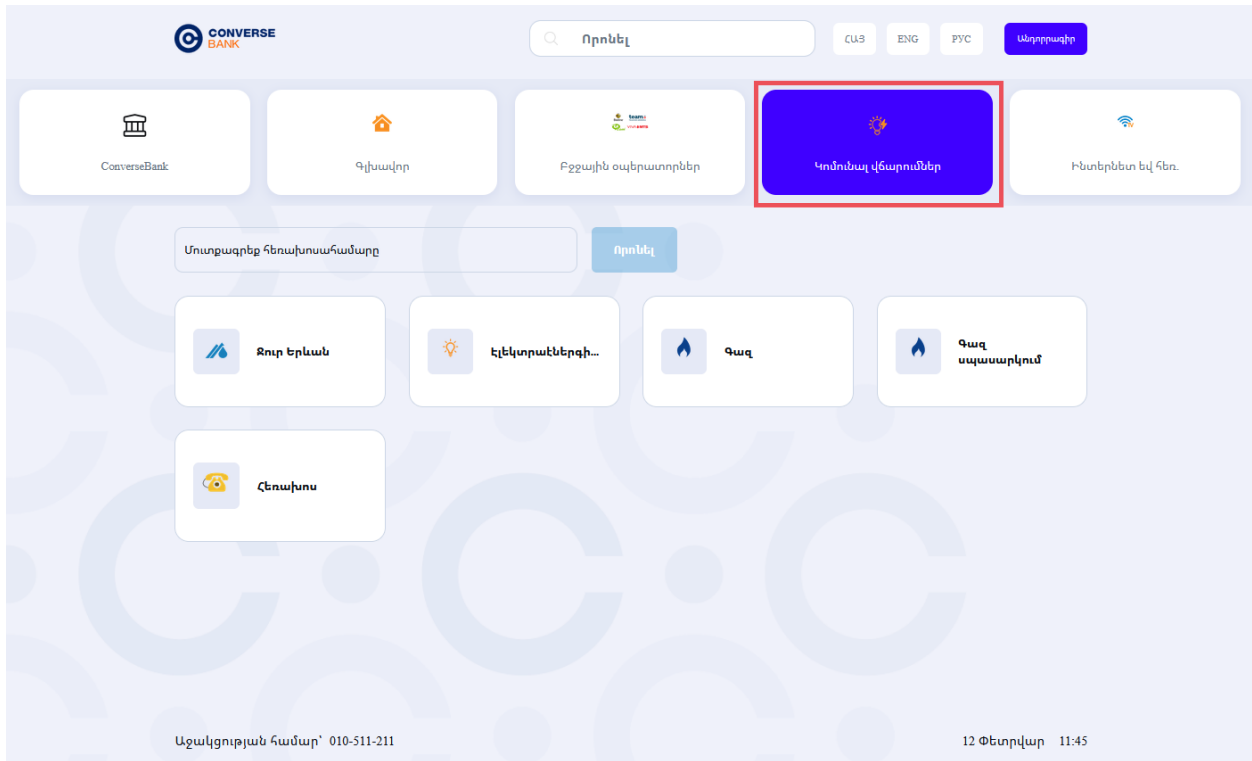 CONVERSE
BANK
Որոնել
ՀԱՅ
ENG
РУС
Անդորրագիր
ConverseBank
Գլխավոր
team
Բջջային օպերատորներ
Կոմունալ վճարումներ
Ինտերնետ եվ հեռ.
Մուտքագրեք հեռախոսահամարը
Որոնել
Ջուր Երևան
Էլեկտրաէներգի...
Գազ
Գազ
սպասարկում
Հեռախոս
Աջակցության համար՝ 010-511-211
12 Փետրվար 11:45